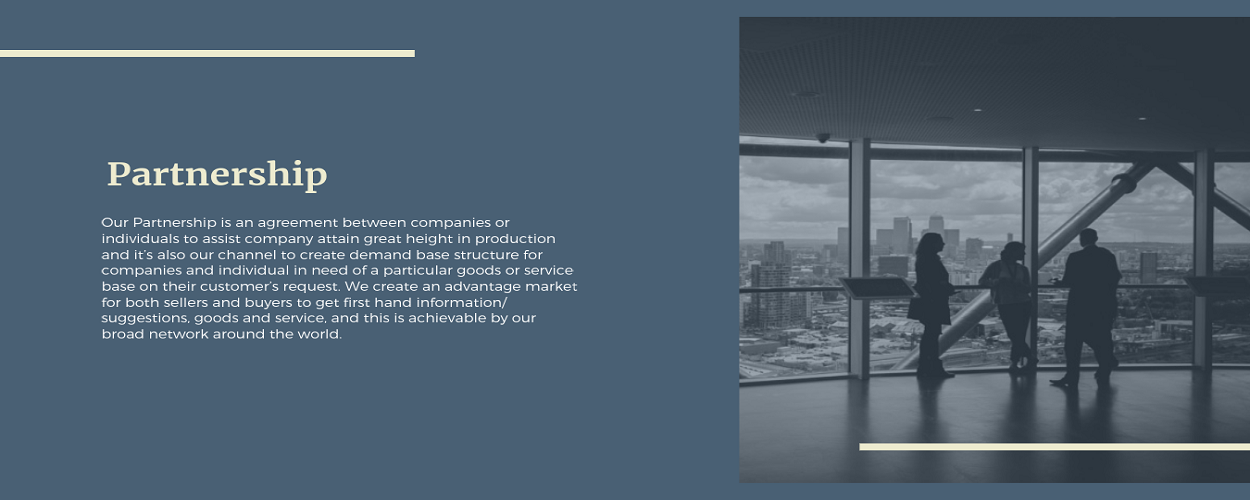 Partnership
Our Partnership is an agreement between companies or
individuals to assist company attain great height in production
and it's also our channel to create demand base structure for
companies and individual in need of a particular goods or service
base on their customer's request. We create an advantage market
for both sellers and buyers to get first hand information/
suggestions, goods and service, and this is achievable by our
broad network around the world.